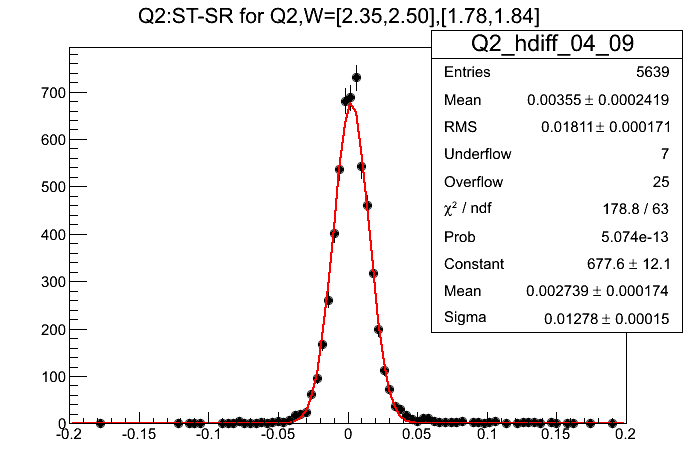 Q2:ST-SR for Q2,W=[2.35,2.50],[1.78,1.84]
Q2_hdiff_04_09
Entries 5639
Mean 0.00355 ± 0.0002419
RMS 0.01811 ± 0.000171
Underflow 7
Overflow 25
χ² / ndf 178.8 / 63
Prob 5.074e-13
Constant 677.6 ± 12.1
Mean 0.002739 ± 0.000174
Sigma 0.01278 ± 0.00015
700
600
500
400
300
200
100
0
-0.2 -0.15 -0.1 -0.05 0 0.05 0.1 0.15 0.2